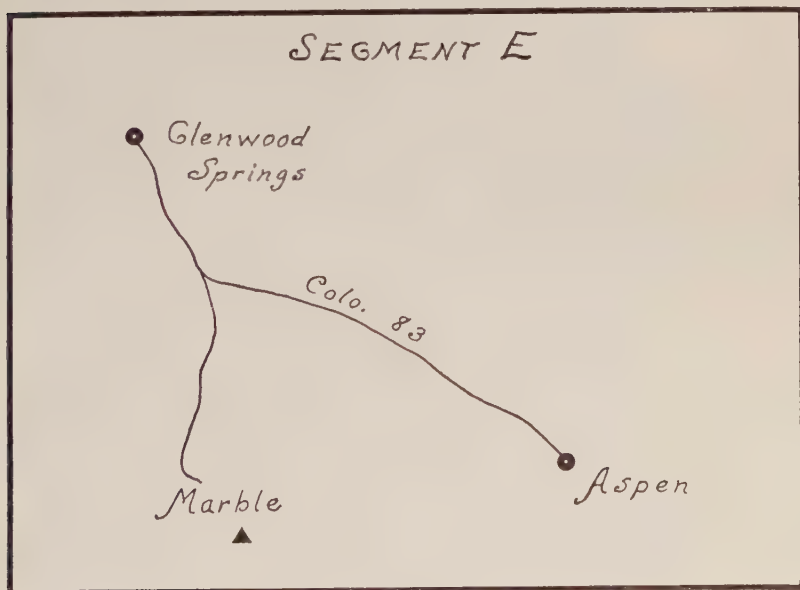 SEGMENT E
Glenwood
Springs
Colo. 83
Aspen
Marble